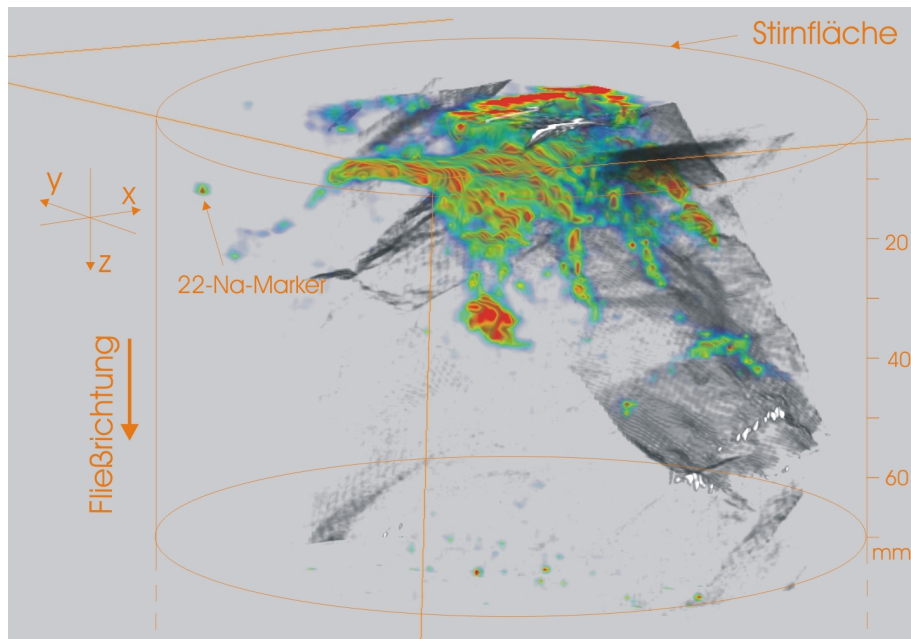 Stirnfläche
y
x
z
20
22-Na-Marker
Fließrichtung
40
60
mm